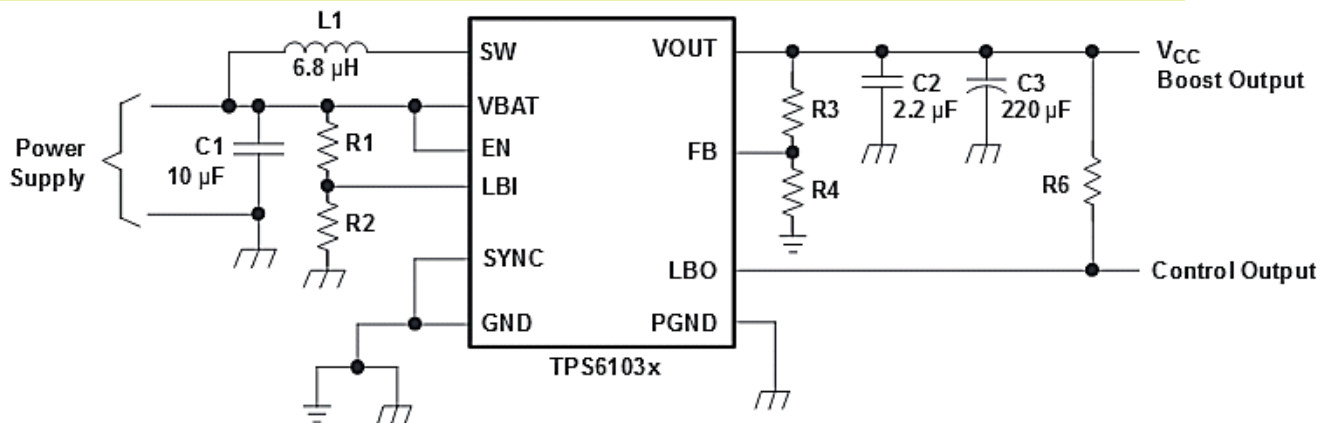 L1
6.8 µH
SW
VOUT
VCC
Boost Output
C2
2.2 µF
C3
220 µF
R3
VBAT
Power
Supply
C1
10 µF
R1
EN
FB
LBI
R4
R6
R2
SYNC
LBO
Control Output
GND
PGND
TPS6103x